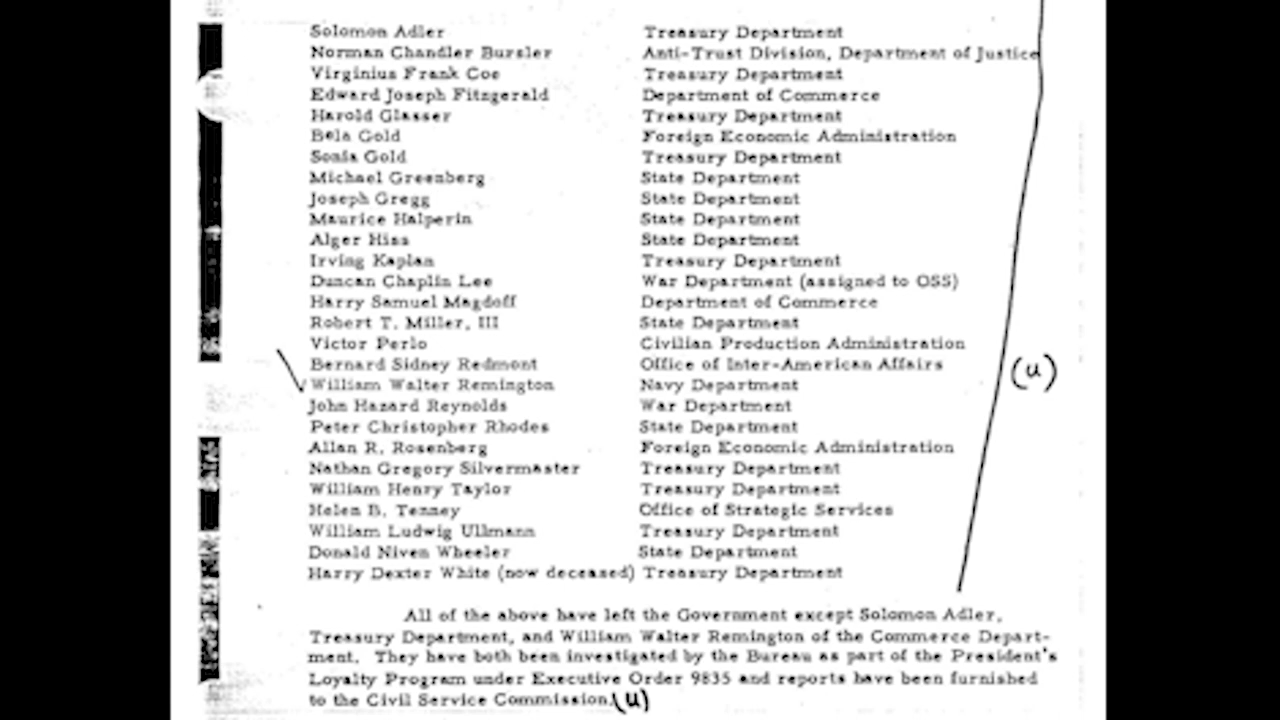 Solomon Adler Treasury Department
Norman Chandler Bursler Anti-Trust Division, Department of Justice
Virginius Frank Coe Treasury Department
Edward Joseph Fitzgerald Department of Commerce
Harold Glasser Treasury Department
Bela Gold Foreign Economic Administration
Sonia Gold Treasury Department
Michael Greenberg State Department
Joseph Gregg State Department
Maurice Halperin State Department
Alger Hiss State Department
Irving Kaplan Treasury Department
Duncan Chaplin Lee War Department (assigned to OSS)
Harry Samuel Magdoff Department of Commerce
Robert T. Miller, III State Department
Victor Perlo Civilian Production Administration
Bernard Sidney Redmont Office of Inter-American Affairs
William Walter Remington Navy Department
(u)
John Hazard Reynolds War Department
Peter Christopher Rhodes State Department
Allan R. Rosenberg Foreign Economic Administration
Nathan Gregory Silvermaster Treasury Department
William Henry Taylor Treasury Department
Helen B. Tenney Office of Strategic Services
William Ludwig Ullmann Treasury Department
Donald Niven Wheeler State Department
Harry Dexter White (now deceased) Treasury Department
All of the above have left the Government except Solomon Adler,
Treasury Department, and William Walter Remington of the Commerce Depart-
ment. They have both been investigated by the Bureau as part of the President's
Loyalty Program under Executive Order 9835 and reports have been furnished
to the Civil Service Commission. (u)